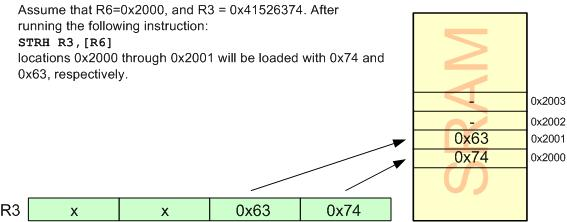 Assume that R6=0x2000, and R3 = 0x41526374. After
running the following instruction:
STRH R3,[R6]
locations 0x2000 through 0x2001 will be loaded with 0x74 and
0x63, respectively.
SRAM
- 0x2003
- 0x2002
0x63 0x2001
0x74 0x2000
R3 x x 0x63 0x74